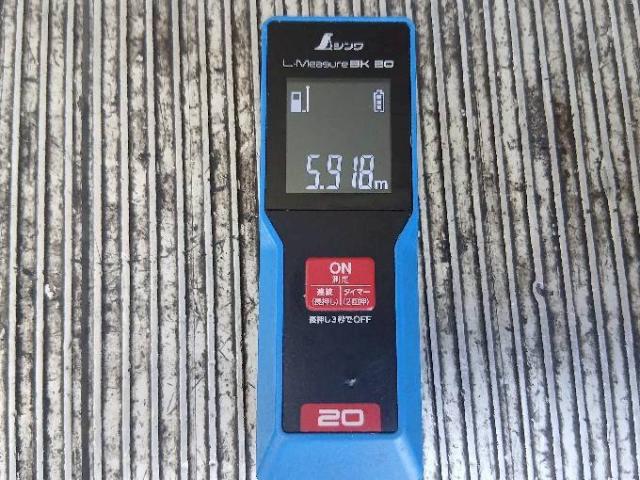 シンワ
L-Measure BK 20
5.918m
ON
測定
連続 タイマー
(長押し) (2回押)
長押し3秒でOFF
20